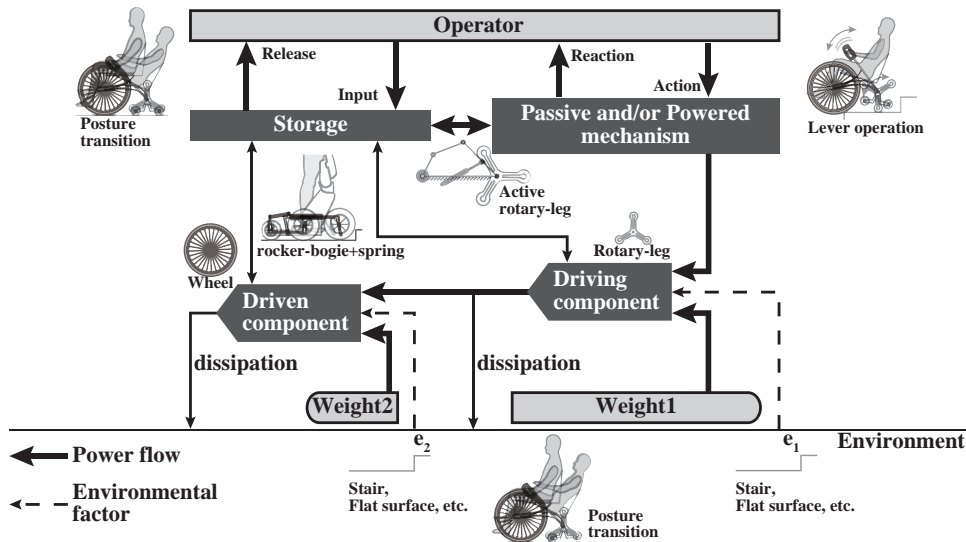 Operator
Release
Reaction
Input
Action
Posture
transition
Storage
Passive and/or Powered
mechanism
Lever operation
Active
rotary-leg
rocker-bogie+spring
Rotary-leg
Wheel
Driving
component
Driven
component
dissipation
dissipation
Weight2
Weight1
e2
e1
Environment
Power flow
Environmental
factor
Stair,
Flat surface, etc.
Posture
transition
Stair,
Flat surface, etc.